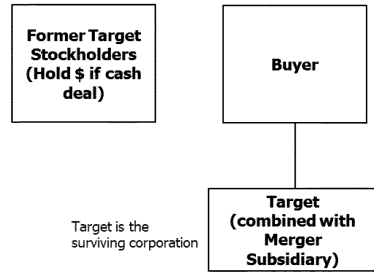 Former Target
Stockholders
(Hold $ if cash
deal)
Buyer
Target
(combined with
Merger
Subsidiary)
Target is the
surviving corporation